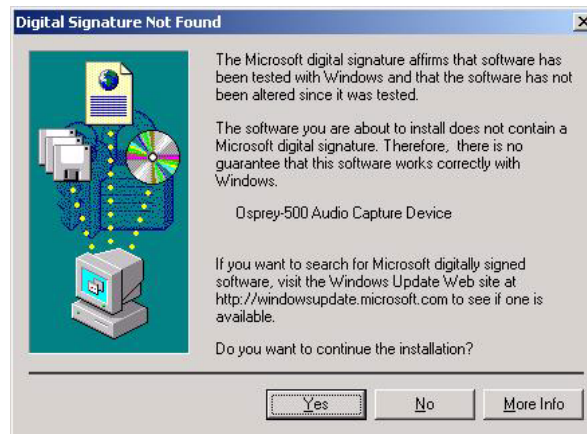 Digital Signature Not Found
The Microsoft digital signature affirms that software has
been tested with Windows and that the software has not
been altered since it was tested.
The software you are about to install does not contain a
Microsoft digital signature. Therefore, there is no
guarantee that this software works correctly with
Windows.
Osprey-500 Audio Capture Device
If you want to search for Microsoft digitally signed
software, visit the Windows Update Web site at
http://windowsupdate.microsoft.com to see if one is
available.
Do you want to continue the installation?
Yes
No
More Info